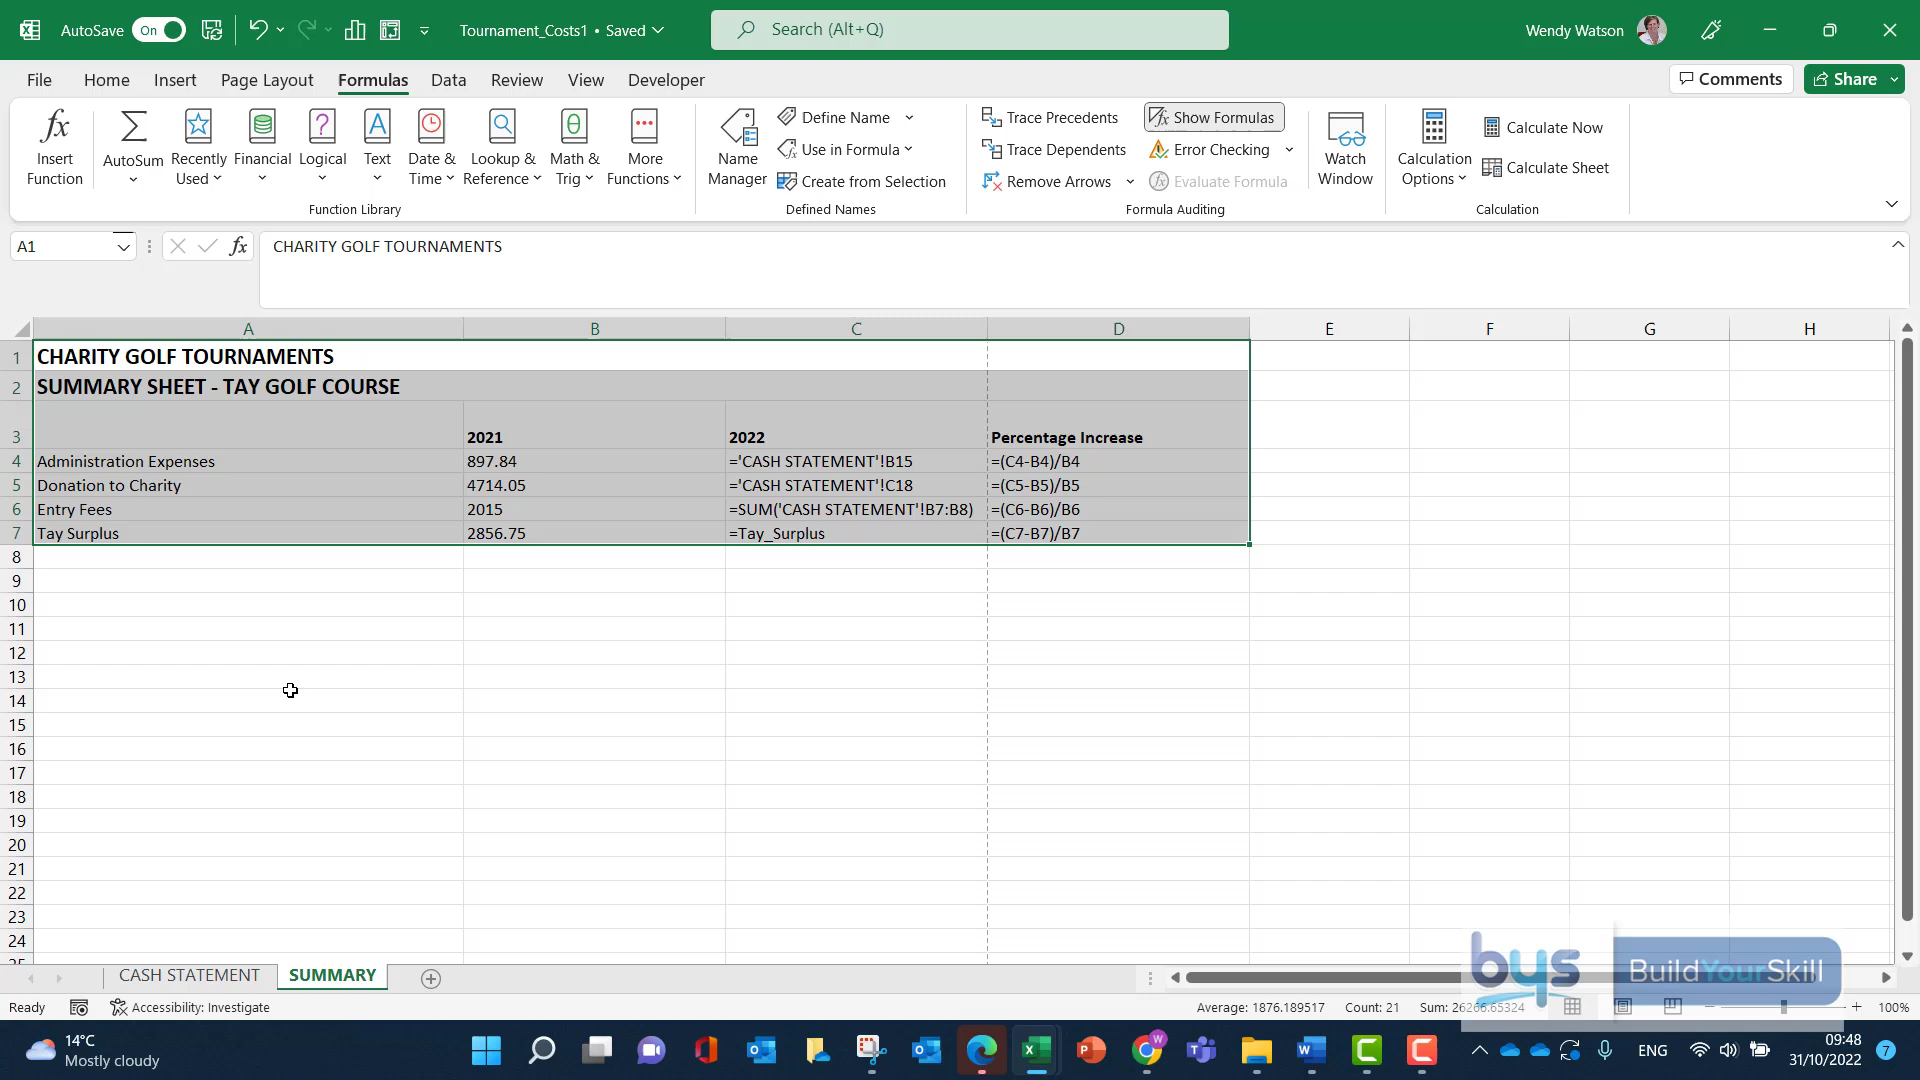 AutoSave On Tournament_Costs1 • Saved Search (Alt+Q) Wendy Watson
File Home Insert Page Layout Formulas Data Review View Developer Comments Share
Insert Function
AutoSum
Recently Used
Financial
Logical
Text
Date & Time
Lookup & Reference
Math & Trig
More Functions
Function Library
Name Manager
Define Name
Use in Formula
Create from Selection
Defined Names
Trace Precedents
Trace Dependents
Remove Arrows
Show Formulas
Error Checking
Evaluate Formula
Formula Auditing
Watch Window
Calculation Options
Calculate Now
Calculate Sheet
Calculation
A1 fx CHARITY GOLF TOURNAMENTS
A B C D E F G H
1 CHARITY GOLF TOURNAMENTS
2 SUMMARY SHEET - TAY GOLF COURSE
3 2021 2022 Percentage Increase
4 Administration Expenses 897.84 ='CASH STATEMENT'!B15 =(C4-B4)/B4
5 Donation to Charity 4714.05 ='CASH STATEMENT'!C18 =(C5-B5)/B5
6 Entry Fees 2015 =SUM('CASH STATEMENT'!B7:B8) =(C6-B6)/B6
7 Tay Surplus 2856.75 =Tay_Surplus =(C7-B7)/B7
8
9
10
11
12
13
14
15
16
17
18
19
20
21
22
23
24
CASH STATEMENT SUMMARY
bys BuildYourSkill
Ready Accessibility: Investigate Average: 1876.189517 Count: 21 Sum: 26266.65324 100%
14°C
Mostly cloudy
ENG
09:48
31/10/2022
7